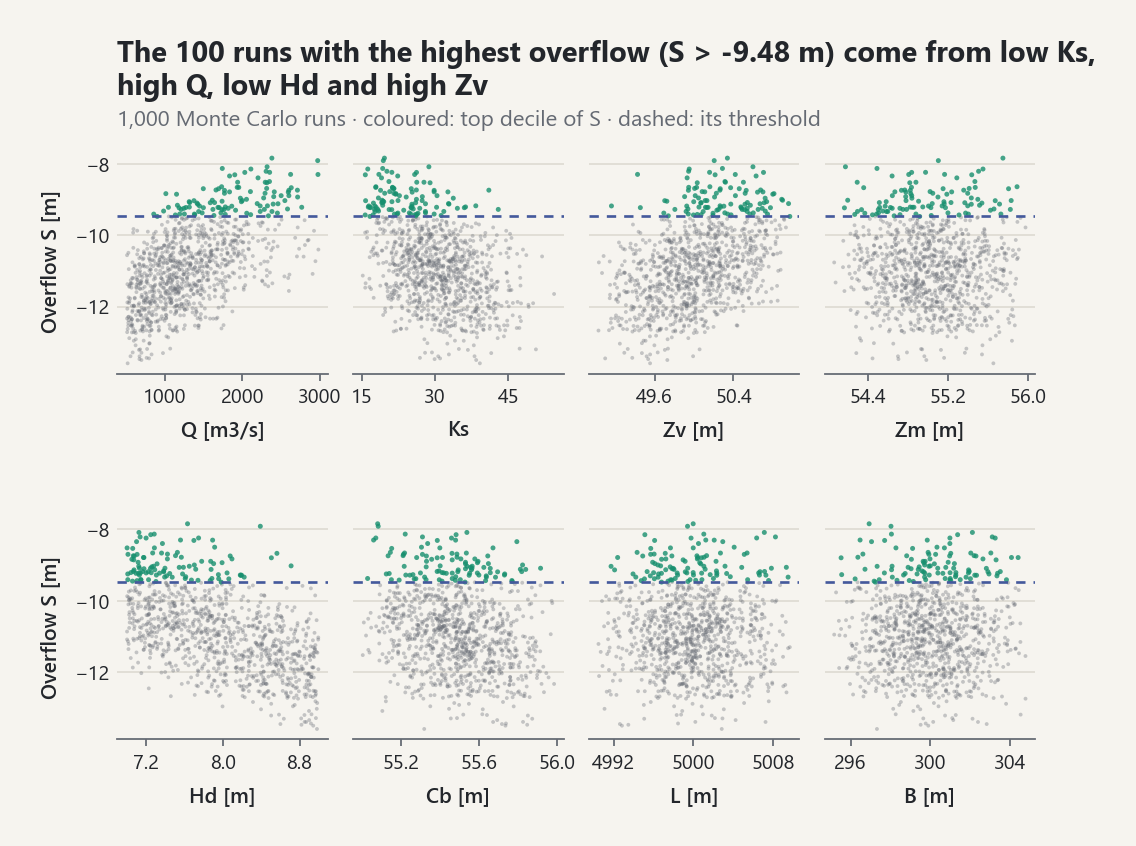 The 100 runs with the highest overflow (S > -9.48 m) come from low Ks,
high Q, low Hd and high Zv
1,000 Monte Carlo runs · coloured: top decile of S · dashed: its threshold
Overflow S [m]
−8
−10
−12
1000 2000 3000
Q [m3/s]
15 30 45
Ks
49.6 50.4
Zv [m]
54.4 55.2 56.0
Zm [m]
Overflow S [m]
−8
−10
−12
7.2 8.0 8.8
Hd [m]
55.2 55.6 56.0
Cb [m]
4992 5000 5008
L [m]
296 300 304
B [m]